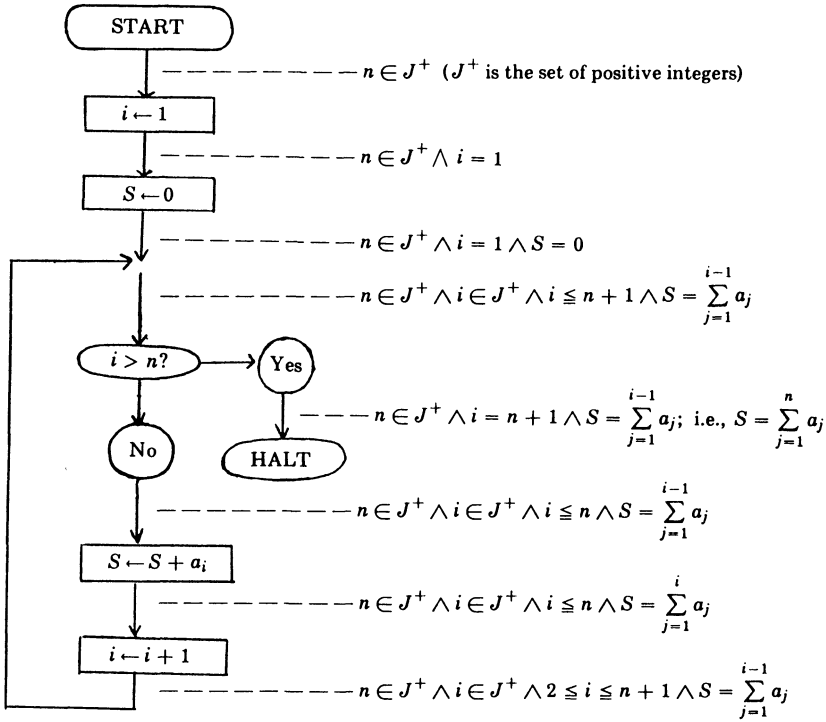 START
n ∈ J⁺ (J⁺ is the set of positive integers)
i ← 1
n ∈ J⁺ ∧ i = 1
S ← 0
n ∈ J⁺ ∧ i = 1 ∧ S = 0
n ∈ J⁺ ∧ i ∈ J⁺ ∧ i ≦ n + 1 ∧ S = ∑_{j=1}^{i−1} a_j
i > n?
Yes
n ∈ J⁺ ∧ i = n + 1 ∧ S = ∑_{j=1}^{i−1} a_j; i.e., S = ∑_{j=1}^{n} a_j
No
HALT
n ∈ J⁺ ∧ i ∈ J⁺ ∧ i ≦ n ∧ S = ∑_{j=1}^{i−1} a_j
S ← S + a_i
n ∈ J⁺ ∧ i ∈ J⁺ ∧ i ≦ n ∧ S = ∑_{j=1}^{i} a_j
i ← i + 1
n ∈ J⁺ ∧ i ∈ J⁺ ∧ 2 ≦ i ≦ n + 1 ∧ S = ∑_{j=1}^{i−1} a_j